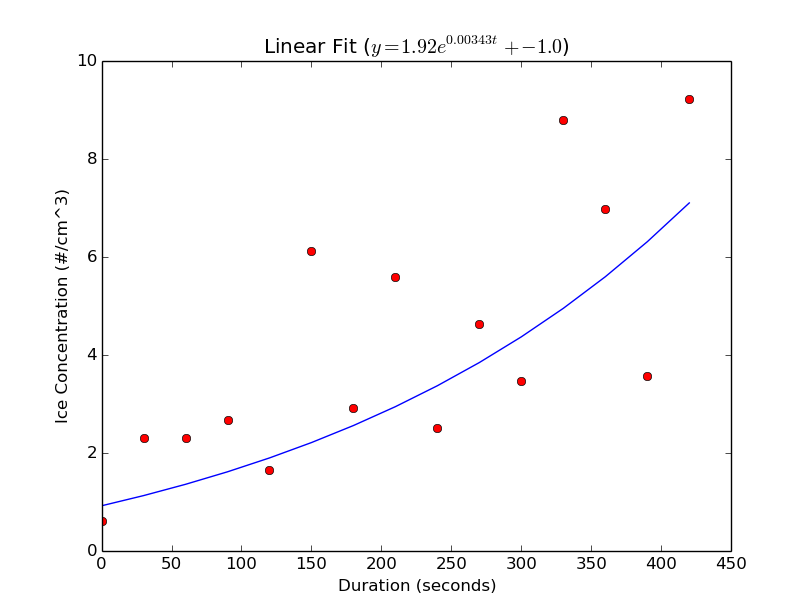 Linear Fit (y = 1.92e^{0.00343t} + −1.0)
10
8
6
4
2
0
Ice Concentration (#/cm^3)
0 50 100 150 200 250 300 350 400 450
Duration (seconds)